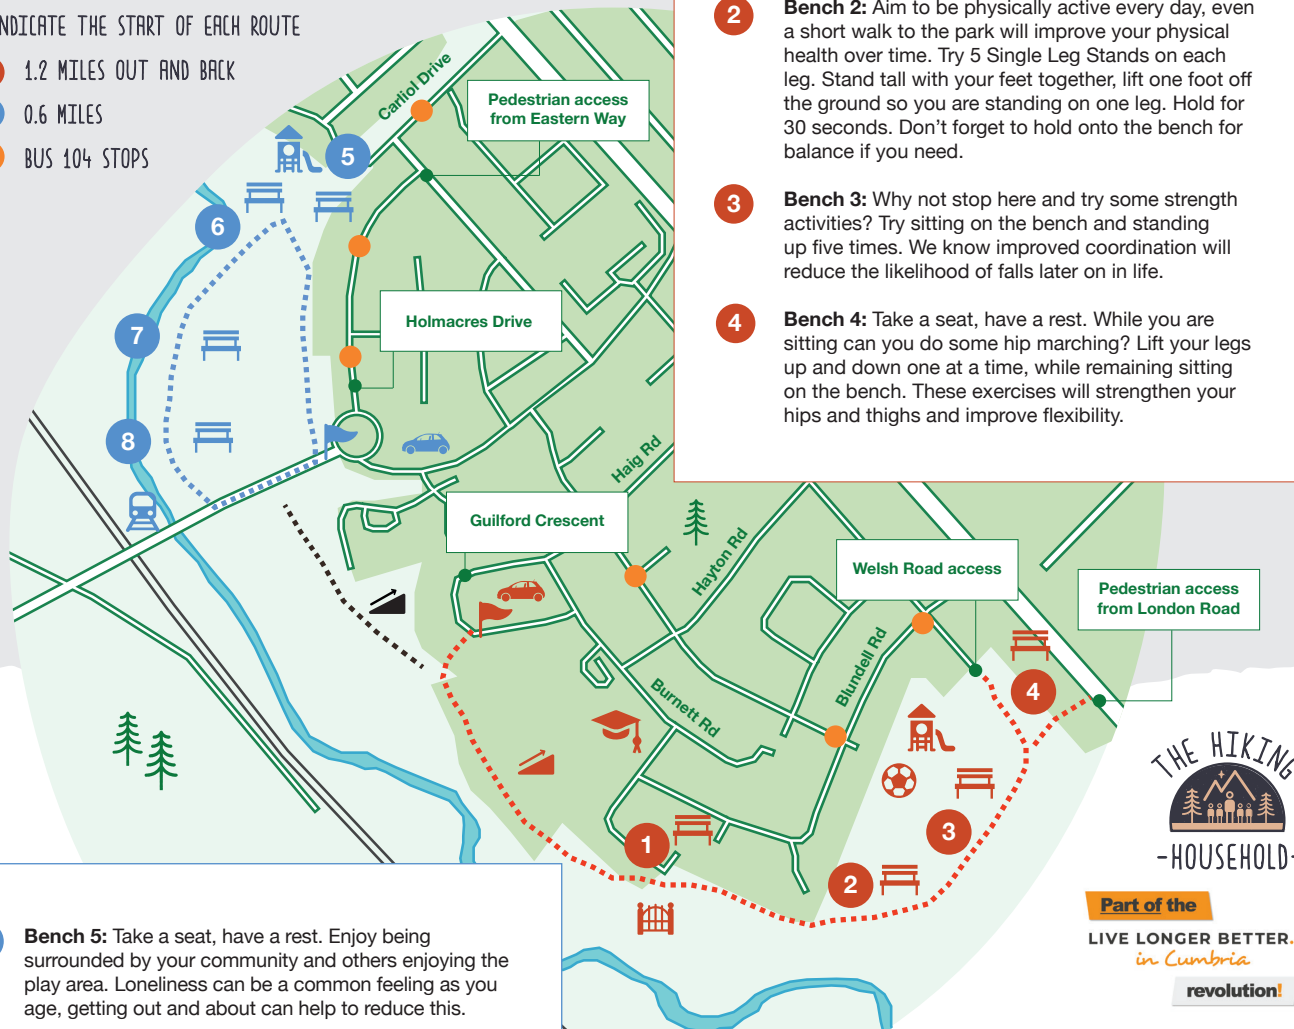 NDICATE THE START OF EACH ROUTE
1.2 MILES OUT AND BACK
0.6 MILES
BUS 104 STOPS
2
Bench 2: Aim to be physically active every day, even
a short walk to the park will improve your physical
health over time. Try 5 Single Leg Stands on each
leg. Stand tall with your feet together, lift one foot off
the ground so you are standing on one leg. Hold for
30 seconds. Don’t forget to hold onto the bench for
balance if you need.
3
Bench 3: Why not stop here and try some strength
activities? Try sitting on the bench and standing
up five times. We know improved coordination will
reduce the likelihood of falls later on in life.
4
Bench 4: Take a seat, have a rest. While you are
sitting can you do some hip marching? Lift your legs
up and down one at a time, while remaining sitting
on the bench. These exercises will strengthen your
hips and thighs and improve flexibility.
Carliol Drive
Pedestrian access
from Eastern Way
5
6
7
8
Holmacres Drive
Haig Rd
Guilford Crescent
Hayton Rd
Welsh Road access
Pedestrian access
from London Road
Blundell Rd
Burnett Rd
4
3
1
2
THE HIKING
-HOUSEHOLD-
Part of the
LIVE LONGER BETTER.
in Cumbria
revolution!
Bench 5: Take a seat, have a rest. Enjoy being
surrounded by your community and others enjoying the
play area. Loneliness can be a common feeling as you
age, getting out and about can help to reduce this.